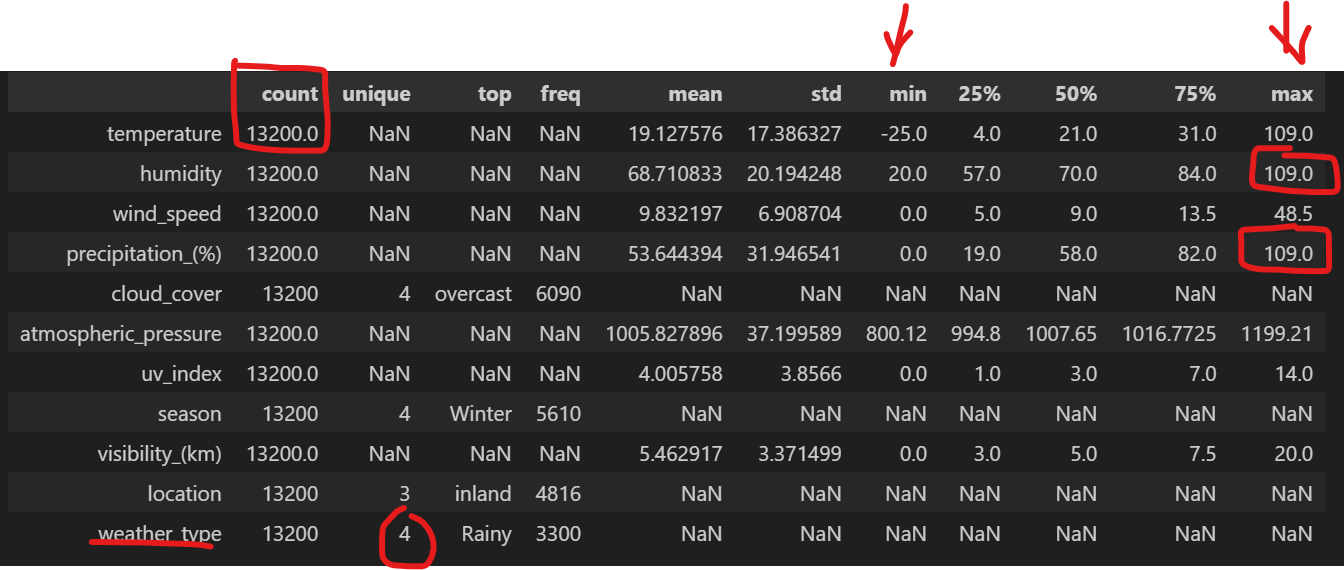 count unique top freq mean std min 25% 50% 75% max
temperature 13200.0 NaN NaN NaN 19.127576 17.386327 -25.0 4.0 21.0 31.0 109.0
humidity 13200.0 NaN NaN NaN 68.710833 20.194248 20.0 57.0 70.0 84.0 109.0
wind_speed 13200.0 NaN NaN NaN 9.832197 6.908704 0.0 5.0 9.0 13.5 48.5
precipitation_(%) 13200.0 NaN NaN NaN 53.644394 31.946541 0.0 19.0 58.0 82.0 109.0
cloud_cover 13200 4 overcast 6090 NaN NaN NaN NaN NaN NaN NaN
atmospheric_pressure 13200.0 NaN NaN NaN 1005.827896 37.199589 800.12 994.8 1007.65 1016.7725 1199.21
uv_index 13200.0 NaN NaN NaN 4.005758 3.8566 0.0 1.0 3.0 7.0 14.0
season 13200 4 Winter 5610 NaN NaN NaN NaN NaN NaN NaN
visibility_(km) 13200.0 NaN NaN NaN 5.462917 3.371499 0.0 3.0 5.0 7.5 20.0
location 13200 3 inland 4816 NaN NaN NaN NaN NaN NaN NaN
weather_type 13200 4 Rainy 3300 NaN NaN NaN NaN NaN NaN NaN